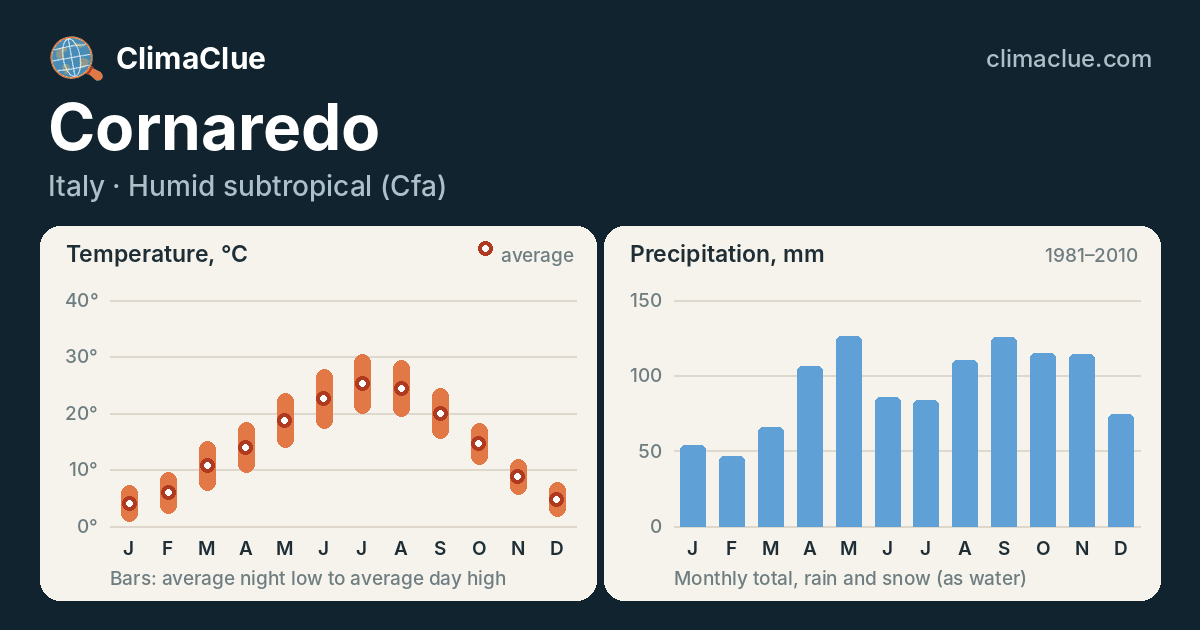 ClimaClue
climaclue.com
Cornaredo
Italy · Humid subtropical (Cfa)
Temperature, °C
average
40°
30°
20°
10°
0°
J F M A M J J A S O N D
Bars: average night low to average day high
Precipitation, mm
1981–2010
150
100
50
0
J F M A M J J A S O N D
Monthly total, rain and snow (as water)